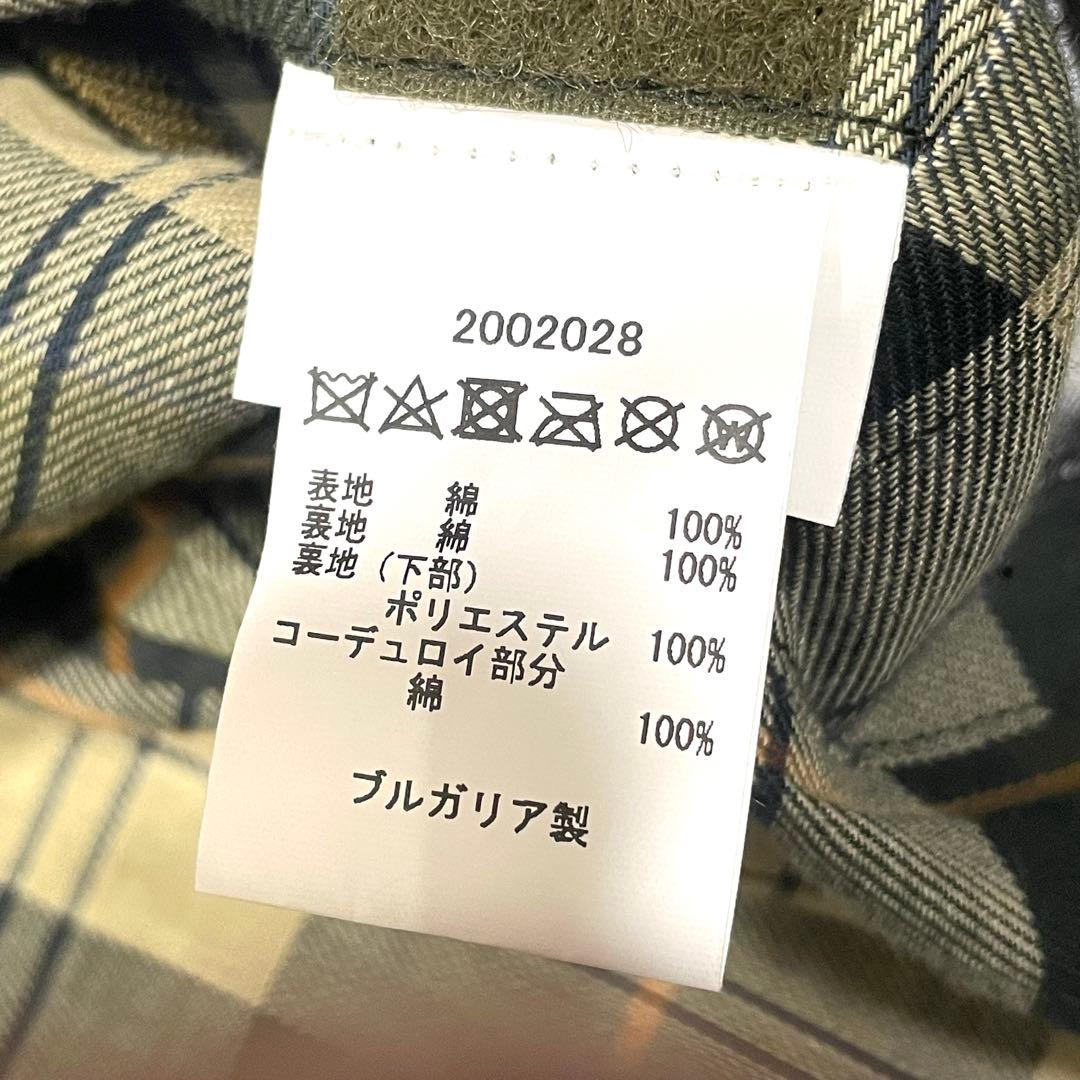 2002028
表地 綿 100%
裏地 綿 100%
裏地(下部)
ポリエステル 100%
コーデュロイ部分
綿 100%
ブルガリア製